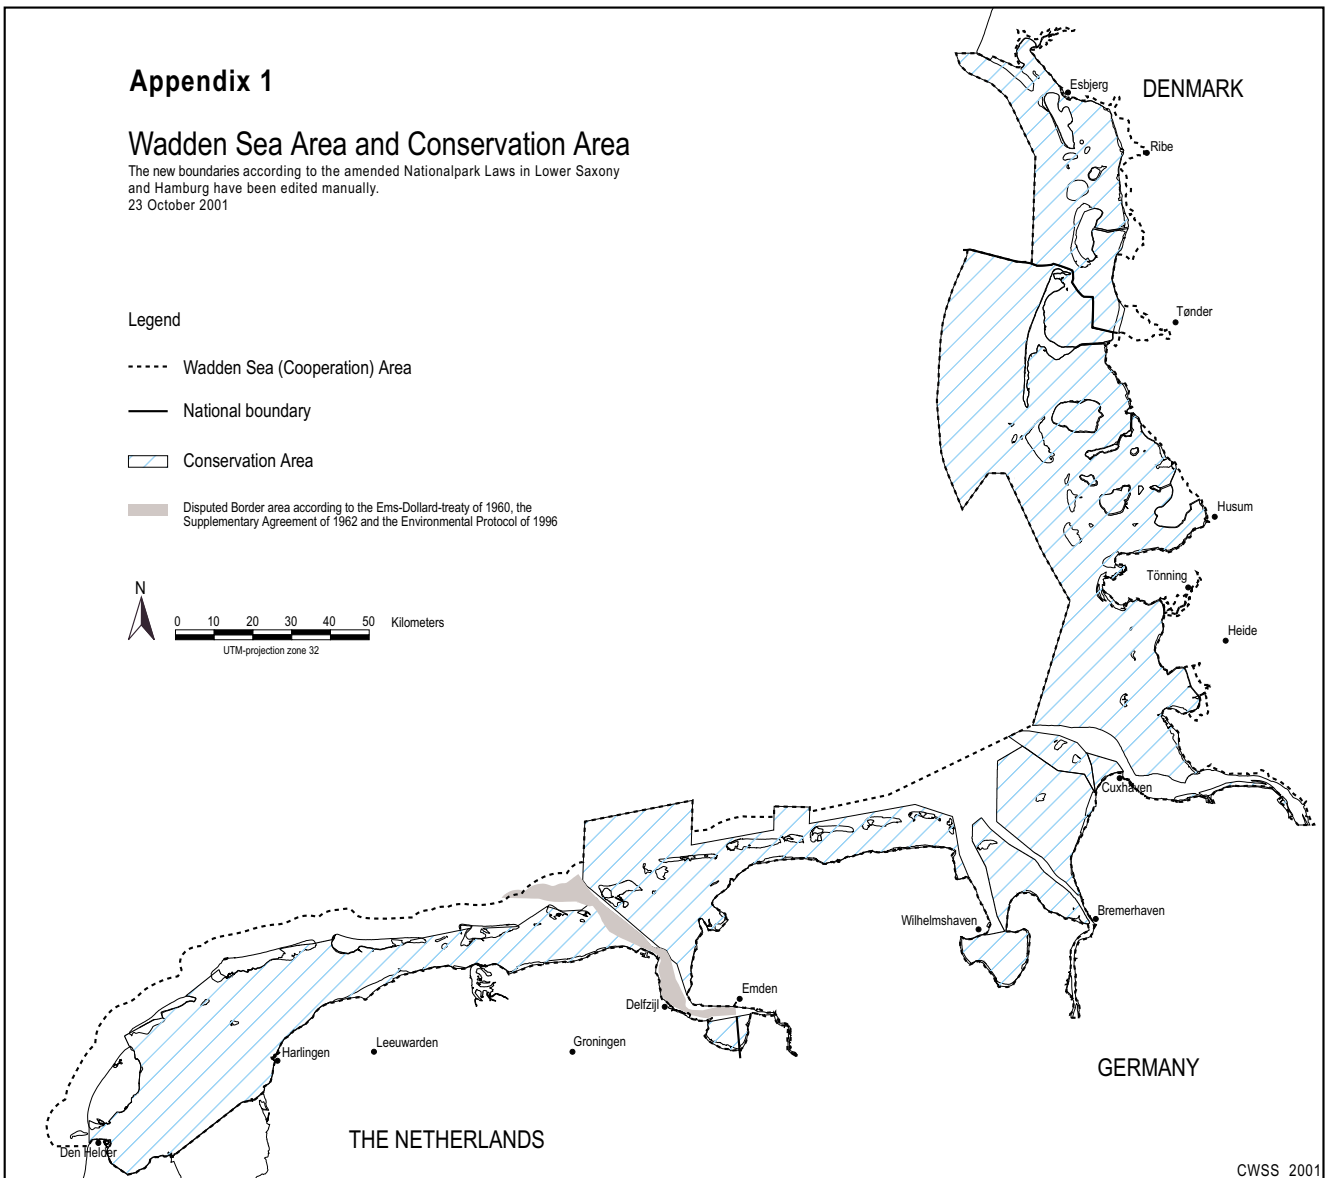 Appendix 1
Wadden Sea Area and Conservation Area
The new boundaries according to the amended Nationalpark Laws in Lower Saxony
and Hamburg have been edited manually.
23 October 2001
Legend
Wadden Sea (Cooperation) Area
National boundary
Conservation Area
Disputed Border area according to the Ems-Dollard-treaty of 1960, the
Supplementary Agreement of 1962 and the Environmental Protocol of 1996
N
0 10 20 30 40 50 Kilometers
UTM-projection zone 32
DENMARK
Esbjerg
Ribe
Tønder
Husum
Tönning
Heide
Cuxhaven
Bremerhaven
Wilhelmshaven
Emden
Delfzijl
Groningen
Leeuwarden
Harlingen
Den Helder
GERMANY
THE NETHERLANDS
CWSS 2001